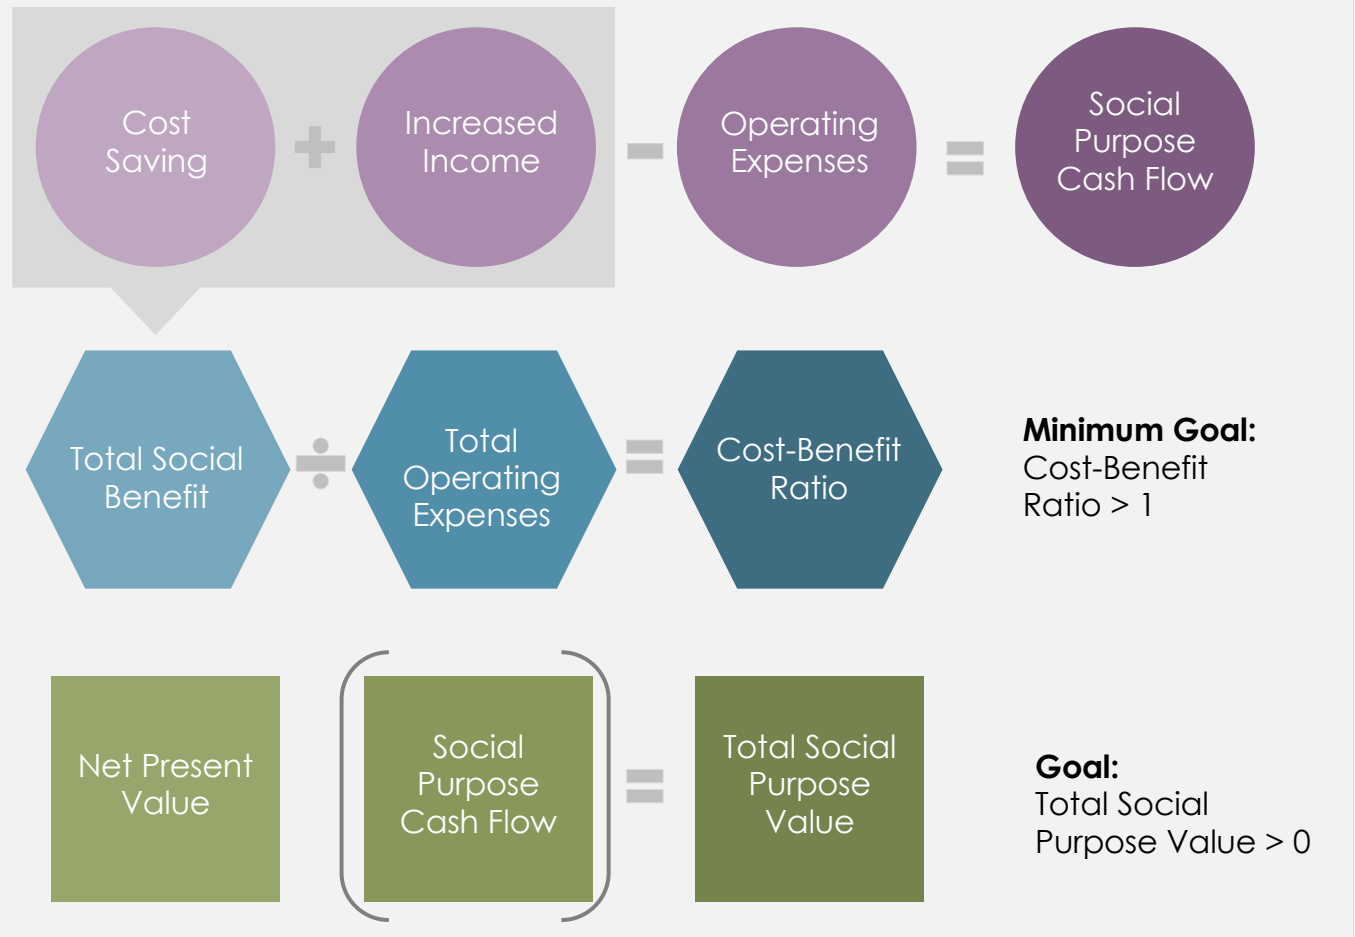 Cost
Saving
Increased
Income
Operating
Expenses
Social
Purpose
Cash Flow
Total Social
Benefit
Total
Operating
Expenses
Cost-Benefit
Ratio
Minimum Goal:
Cost-Benefit
Ratio > 1
Net Present
Value
Social
Purpose
Cash Flow
Total Social
Purpose
Value
Goal:
Total Social
Purpose Value > 0